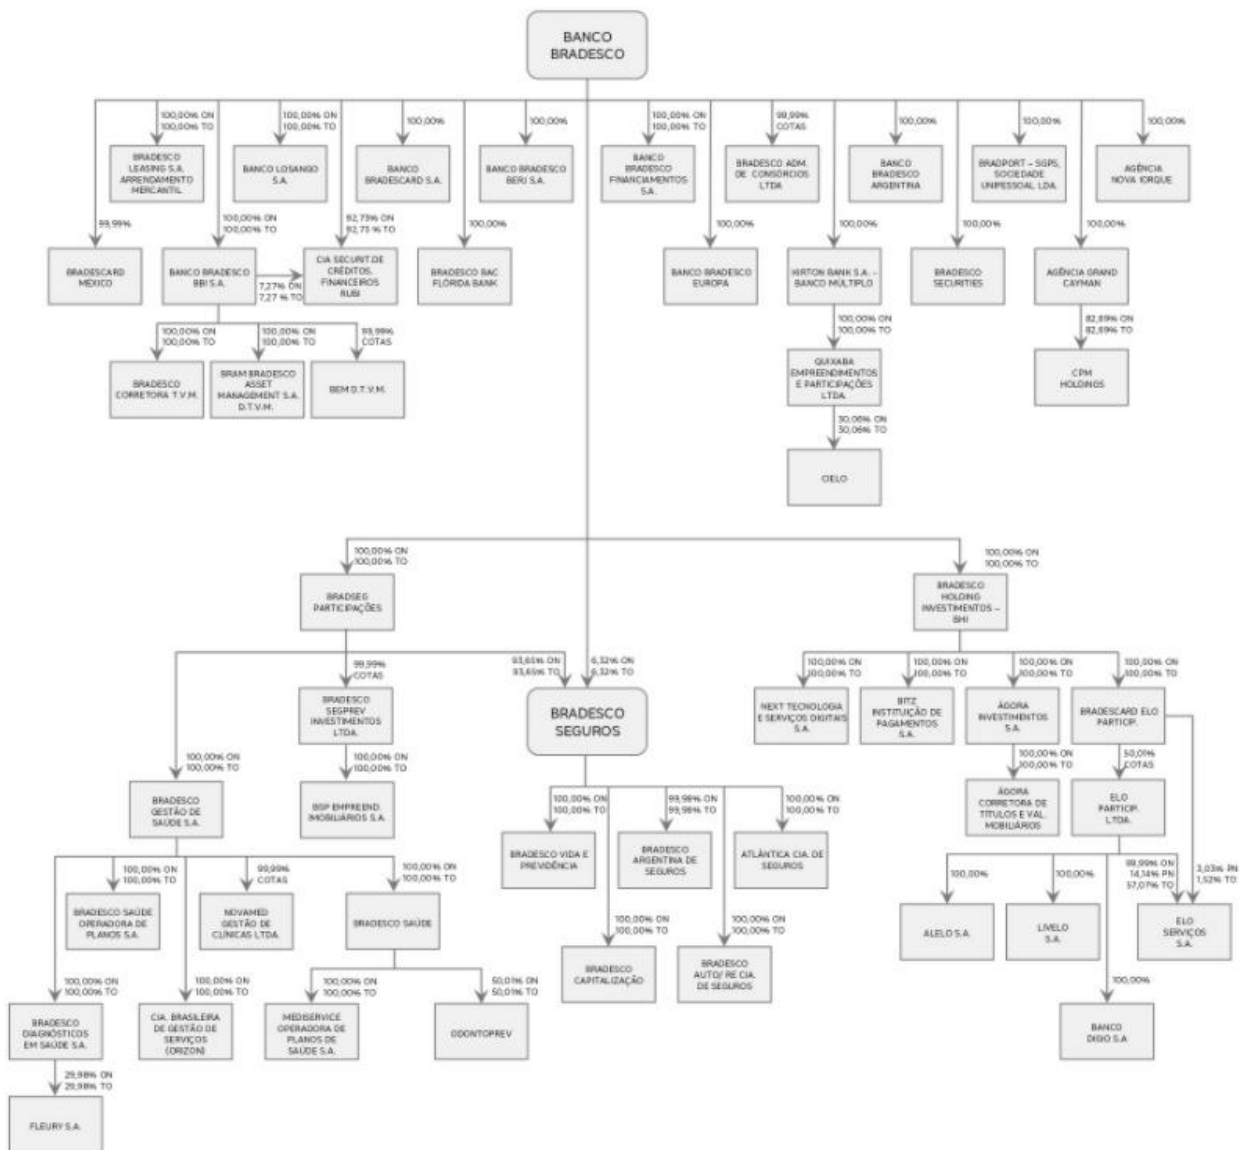 BANCO
BRADESCO
100,00% ON
100,00% TO
100,00% ON
100,00% TO
100,00%
100,00%
100,00% ON
100,00% TO
99,99%
COTAS
100,00%
100,00%
100,00%
BRADESCO
LEASING S.A.
ARRENDAMENTO
MERCANTIL
BANCO LOSANGO
S.A.
BANCO
BRADESCARD S.A.
BANCO BRADESCO
BERJ S.A.
BANCO
BRADESCO
FINANCIAMENTOS
S.A.
BRADESCO ADM.
DE CONSÓRCIOS
LTDA.
BANCO
BRADESCO
ARGENTINA
BRADPORT – SGPS,
SOCIEDADE
UNIPESSOAL LDA.
AGÊNCIA
NOVA IORQUE
99,99%
100,00% ON
100,00% TO
92,73% ON
92,73 % TO
100,00%
100,00%
100,00%
100,00%
100,00%
BRADESCARD
MÉXICO
BANCO BRADESCO
BBI S.A.
7,27% ON
7,27 % TO
CIA SECURIT.DE
CRÉDITOS.
FINANCEIROS
RUBI
BRADESCO BAC
FLÓRIDA BANK
BANCO BRADESCO
EUROPA
KIRTON BANK S.A. –
BANCO MÚLTIPLO
BRADESCO
SECURITIES
AGÊNCIA GRAND
CAYMAN
100,00% ON
100,00% TO
100,00% ON
100,00% TO
99,99%
COTAS
100,00% ON
100,00% TO
82,69% ON
82,69% TO
BRADESCO
CORRETORA T.V.M.
BRAM BRADESCO
ASSET
MANAGEMENT S.A.
D.T.V.M.
BEM D.T.V.M.
QUIXABA
EMPREENDIMENTOS
E PARTICIPAÇÕES
LTDA.
CPM
HOLDINGS
30,06% ON
30,06% TO
CIELO
100,00% ON
100,00% TO
100,00% ON
100,00% TO
BRADSEG
PARTICIPAÇÕES
BRADESCO
HOLDING
INVESTIMENTOS –
BHI
99,99%
COTAS
93,65% ON
93,65% TO
6,32% ON
6,32% TO
100,00% ON
100,00% TO
100,00% ON
100,00% TO
100,00% ON
100,00% TO
100,00% ON
100,00% TO
BRADESCO
SEGPREV
INVESTIMENTOS
LTDA.
BRADESCO
SEGUROS
NEXT TECNOLOGIA
E SERVIÇOS DIGITAIS
S.A.
BITZ
INSTITUIÇÃO DE
PAGAMENTOS
S.A.
ÁGORA
INVESTIMENTOS
S.A.
BRADESCARD ELO
PARTICIP.
100,00% ON
100,00% TO
100,00% ON
100,00% TO
100,00% ON
100,00% TO
50,01%
COTAS
BRADESCO
GESTÃO DE
SAÚDE S.A.
BSP EMPREEND.
IMOBILIÁRIOS S.A.
100,00% ON
100,00% TO
99,98% ON
99,98% TO
100,00% ON
100,00% TO
ÁGORA
CORRETORA DE
TÍTULOS E VAL.
MOBILIÁRIOS
ELO
PARTICIP.
LTDA.
BRADESCO VIDA E
PREVIDÊNCIA
BRADESCO
ARGENTINA DE
SEGUROS
ATLÂNTICA CIA. DE
SEGUROS
100,00% ON
100,00% TO
99,99%
COTAS
100,00% ON
100,00% TO
100,00%
100,00%
99,99% ON
14,14% PN
57,07% TO
3,03% PN
1,52% TO
BRADESCO SAÚDE
OPERADORA DE
PLANOS S.A.
NOVAMED
GESTÃO DE
CLÍNICAS LTDA.
BRADESCO SAÚDE
100,00% ON
100,00% TO
100,00% ON
100,00% TO
ALELO S.A.
LIVELO
S.A.
ELO
SERVIÇOS
S.A.
BRADESCO
CAPITALIZAÇÃO
BRADESCO
AUTO/ RE CIA.
DE SEGUROS
100,00% ON
100,00% TO
100,00% ON
100,00% TO
100,00% ON
100,00% TO
50,01% ON
50,01% TO
100,00%
BRADESCO
DIAGNÓSTICOS
EM SAÚDE S.A.
CIA. BRASILEIRA
DE GESTÃO DE
SERVIÇOS
(ORIZON)
MEDISERVICE
OPERADORA DE
PLANOS DE
SAÚDE S.A.
ODONTOPREV
BANCO
DIGIO S.A
29,98% ON
29,98% TO
FLEURY S.A.